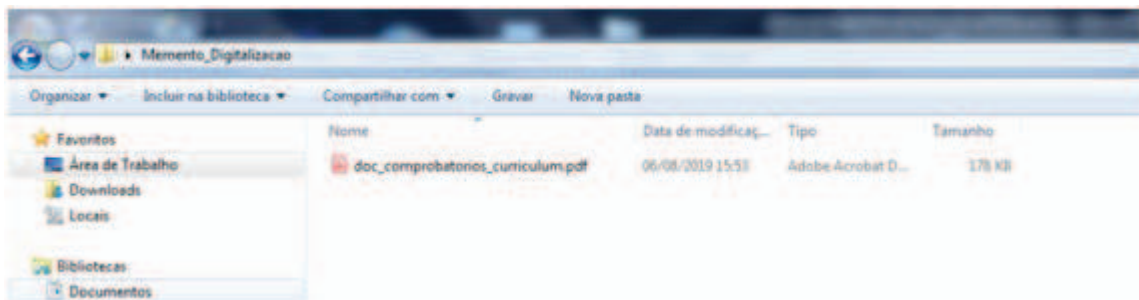 Memento_Digitalizacao
Organizar Incluir na biblioteca Compartilhar com Gravar Nova pasta
Nome Data de modificaç... Tipo Tamanho
Favoritos
Área de Trabalho
Downloads
Locais
Bibliotecas
Documentos
doc_comprobatorios_curriculum.pdf 06/08/2019 15:53 Adobe Acrobat D... 178 KB